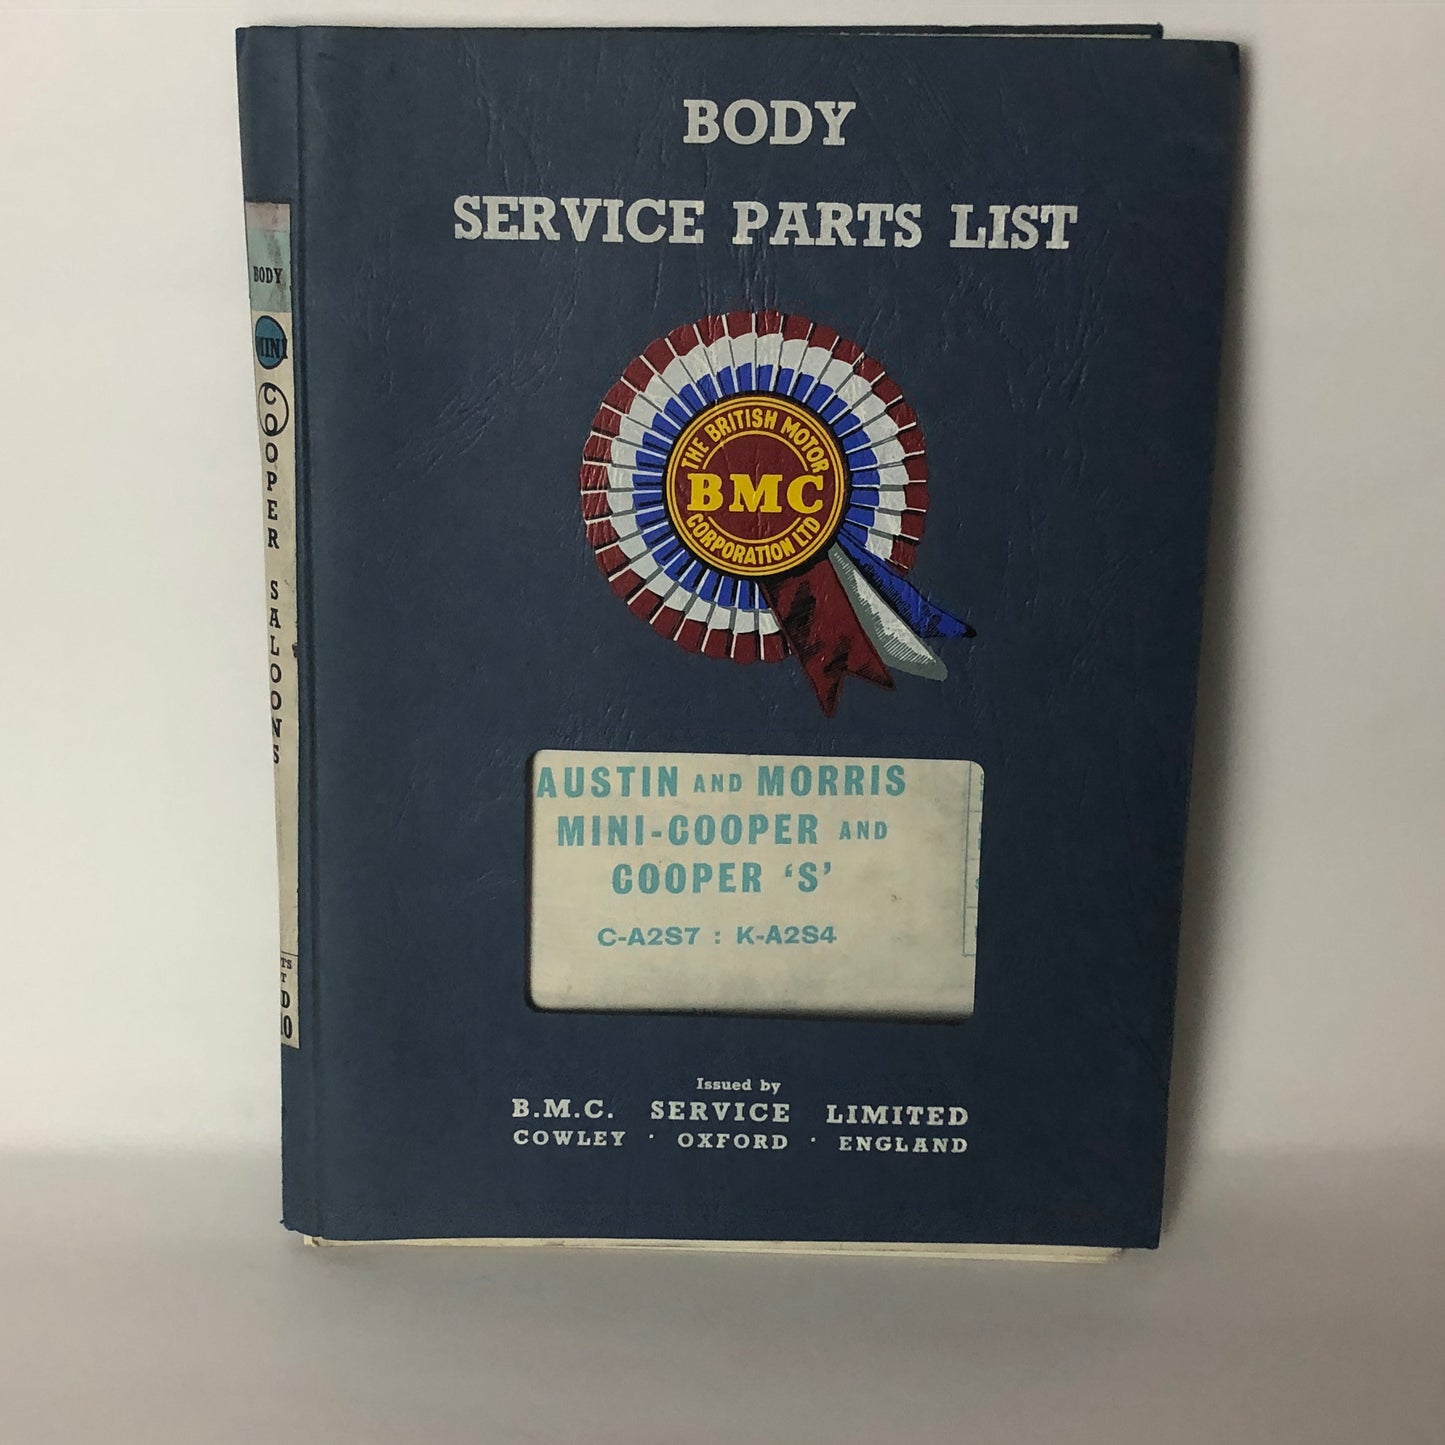 BODY
SERVICE PARTS LIST
THE BRITISH MOTOR
BMC
CORPORATION LTD
AUSTIN AND MORRIS
MINI-COOPER AND
COOPER ‘S’
C-A2S7 : K-A2S4
Issued by
B.M.C. SERVICE LIMITED
COWLEY · OXFORD · ENGLAND
BODY
MINI
COOPER SALOONS